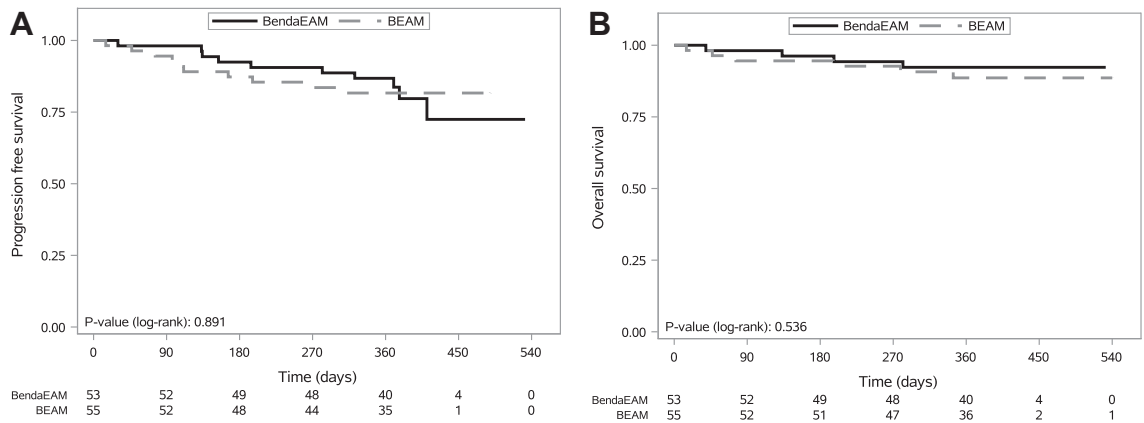 A
BendaEAM BEAM
1.00
0.75
0.50
0.25
0.00
Progression free survival
P-value (log-rank): 0.891
0 90 180 270 360 450 540
Time (days)
BendaEAM 53 52 49 48 40 4 0
BEAM 55 52 48 44 35 1 0
B
BendaEAM BEAM
1.00
0.75
0.50
0.25
0.00
Overall survival
P-value (log-rank): 0.536
0 90 180 270 360 450 540
Time (days)
BendaEAM 53 52 49 48 40 4 0
BEAM 55 52 51 47 36 2 1